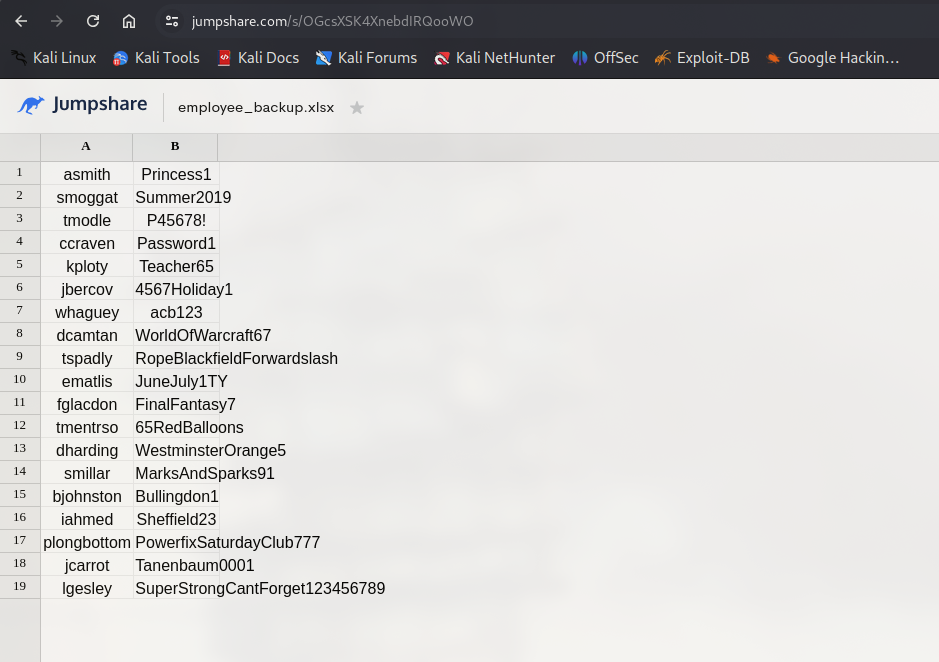 jumpshare.com/s/OGcsXSK4XnebdIRQooWO
Kali Linux Kali Tools Kali Docs Kali Forums Kali NetHunter OffSec Exploit-DB Google Hackin…
Jumpshare employee_backup.xlsx
A B
1 asmith Princess1
2 smoggat Summer2019
3 tmodle P45678!
4 ccraven Password1
5 kploty Teacher65
6 jbercov 4567Holiday1
7 whaguey acb123
8 dcamtan WorldOfWarcraft67
9 tspadly RopeBlackfieldForwardslash
10 ematlis JuneJuly1TY
11 fglacdon FinalFantasy7
12 tmentrso 65RedBalloons
13 dharding WestminsterOrange5
14 smillar MarksAndSparks91
15 bjohnston Bullingdon1
16 iahmed Sheffield23
17 plongbottom PowerfixSaturdayClub777
18 jcarrot Tanenbaum0001
19 lgesley SuperStrongCantForget123456789